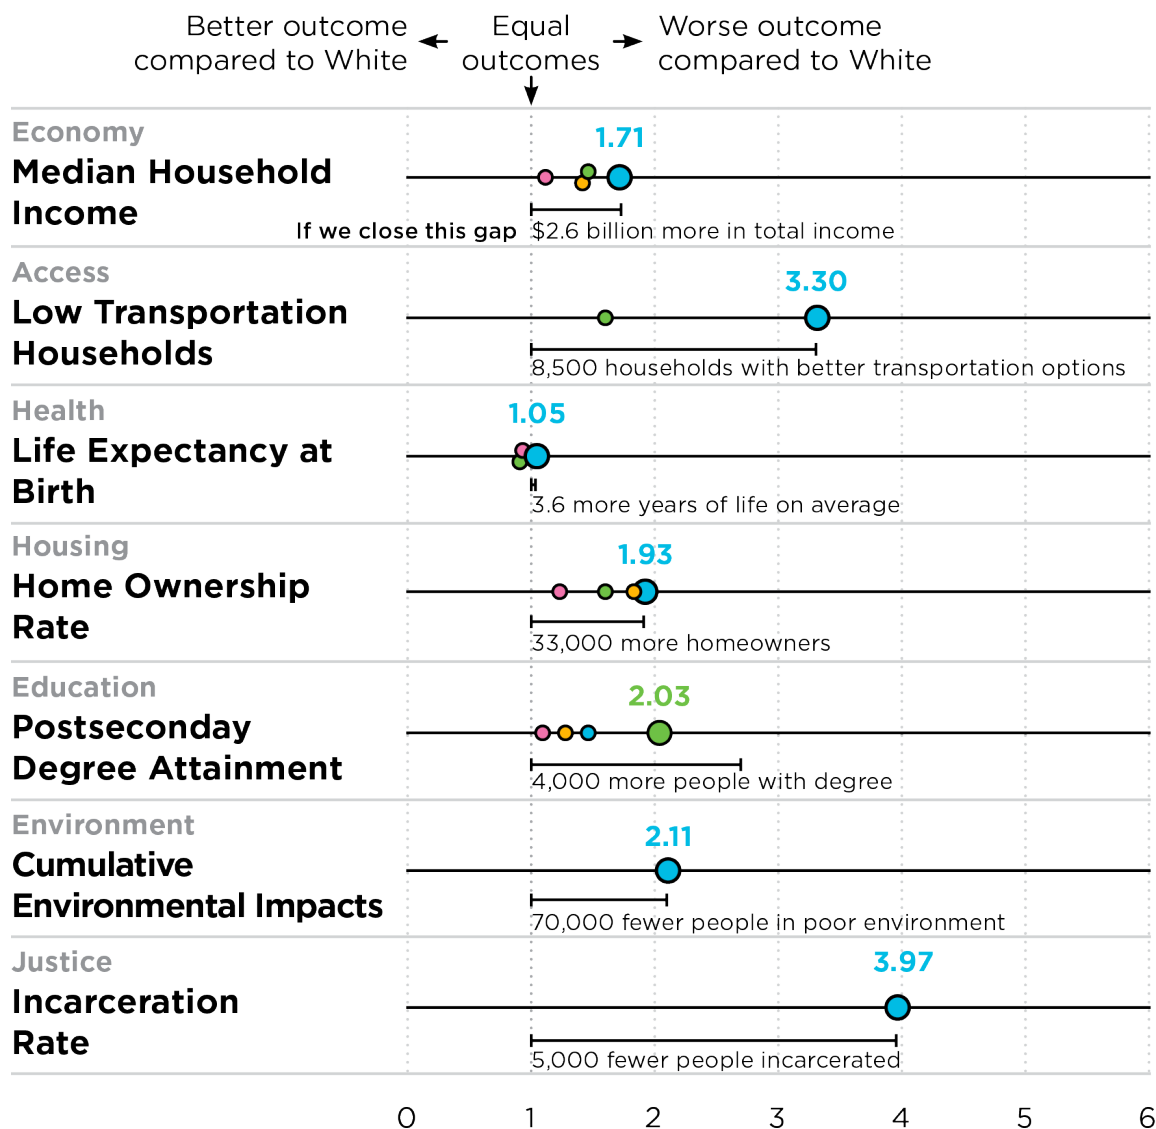 Better outcome
compared to White
Equal
outcomes
Worse outcome
compared to White
Economy
Median Household
Income
1.71
If we close this gap
$2.6 billion more in total income
Access
Low Transportation
Households
3.30
8,500 households with better transportation options
Health
Life Expectancy at
Birth
1.05
3.6 more years of life on average
Housing
Home Ownership
Rate
1.93
33,000 more homeowners
Education
Postseconday
Degree Attainment
2.03
4,000 more people with degree
Environment
Cumulative
Environmental Impacts
2.11
70,000 fewer people in poor environment
Justice
Incarceration
Rate
3.97
5,000 fewer people incarcerated
0 1 2 3 4 5 6